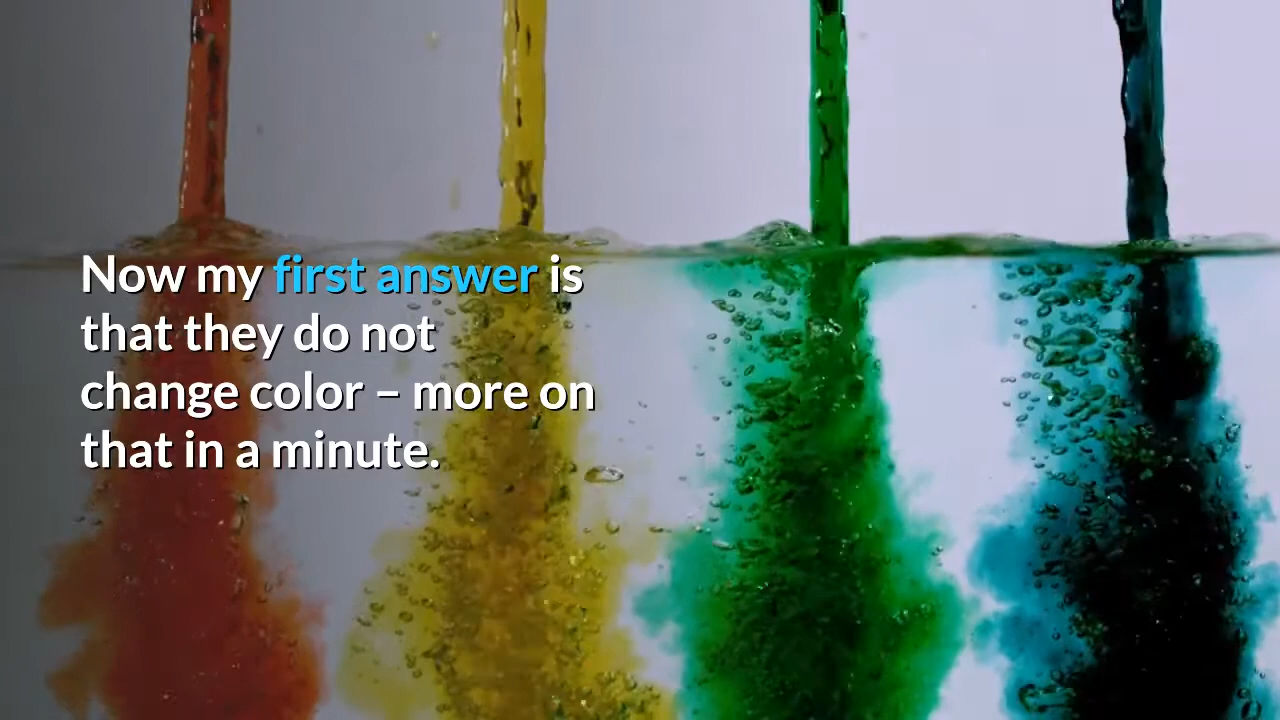 Now my first answer is
that they do not
change color – more on
that in a minute.